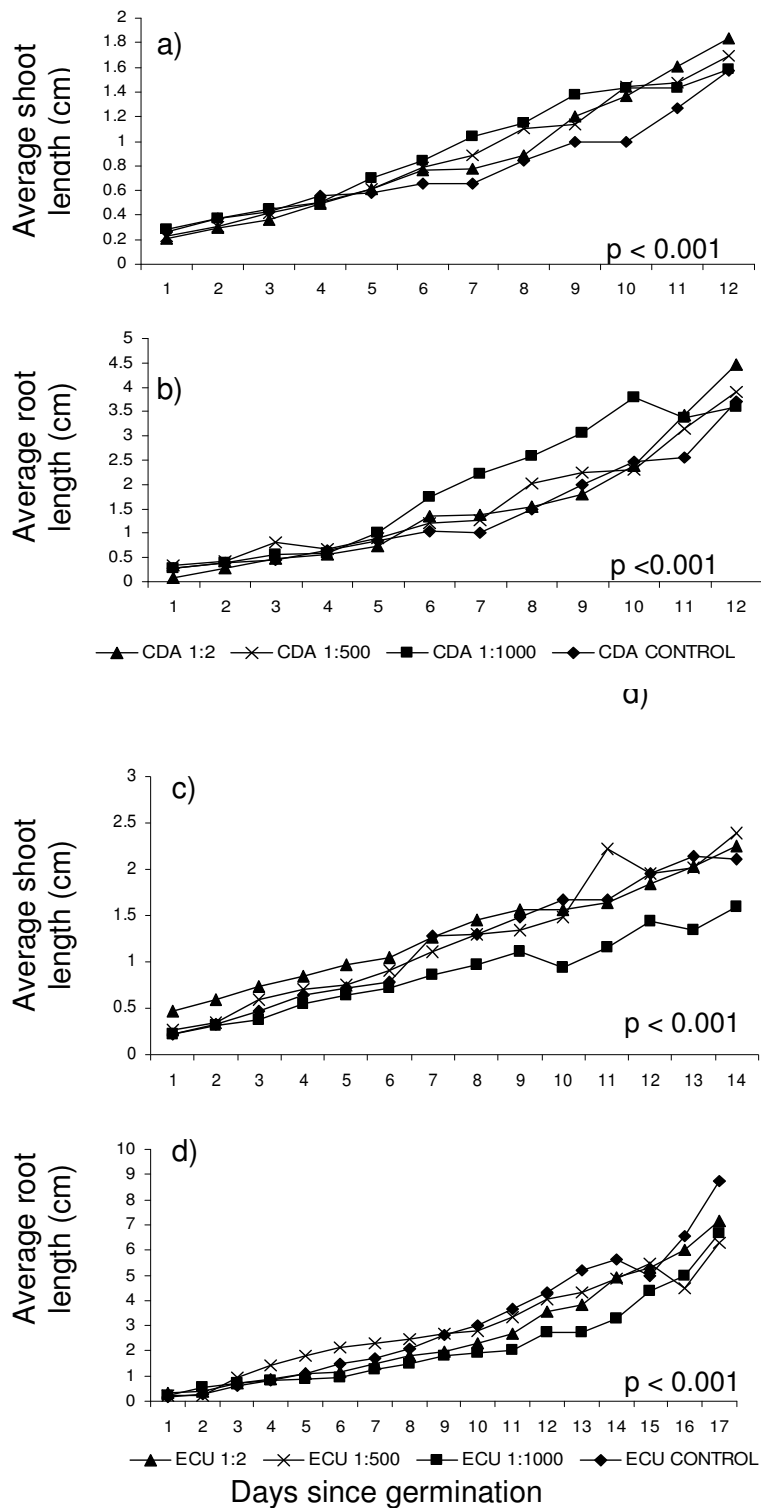 a)
Average shoot
length (cm)
2
1.8
1.6
1.4
1.2
1
0.8
0.6
0.4
0.2
0
p < 0.001
1 2 3 4 5 6 7 8 9 10 11 12
b)
Average root
length (cm)
5
4.5
4
3.5
3
2.5
2
1.5
1
0.5
0
p <0.001
1 2 3 4 5 6 7 8 9 10 11 12
CDA 1:2 CDA 1:500 CDA 1:1000 CDA CONTROL
d)
c)
Average shoot
length (cm)
3
2.5
2
1.5
1
0.5
0
p < 0.001
1 2 3 4 5 6 7 8 9 10 11 12 13 14
d)
Average root
length (cm)
10
9
8
7
6
5
4
3
2
1
0
p < 0.001
1 2 3 4 5 6 7 8 9 10 11 12 13 14 15 16 17
ECU 1:2 ECU 1:500 ECU 1:1000 ECU CONTROL
Days since germination